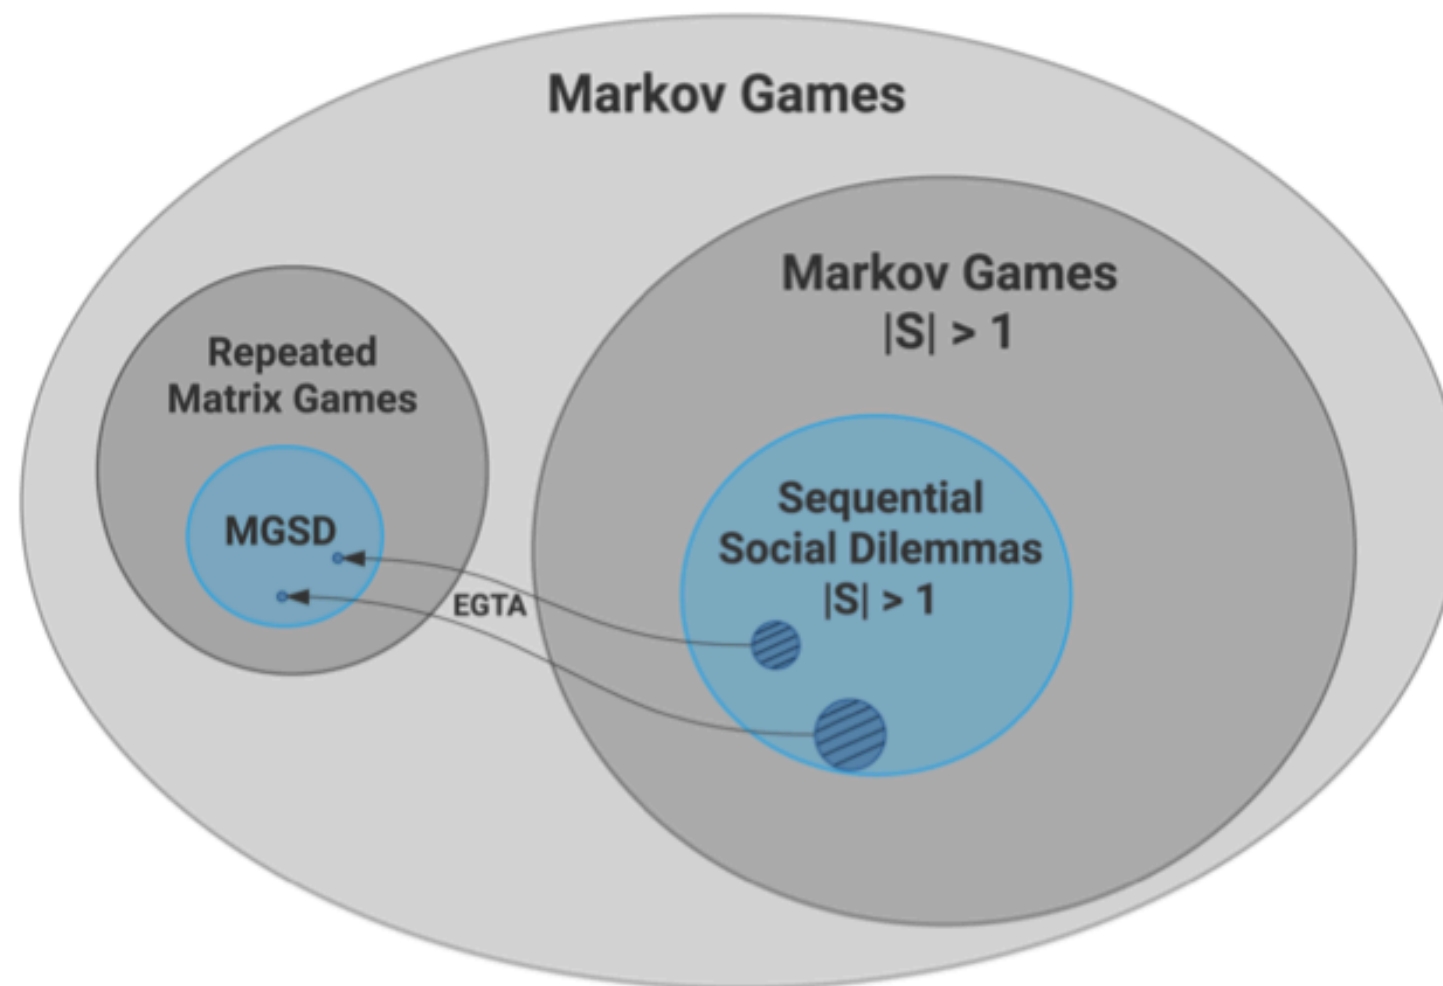 Markov Games
Markov Games
|S| > 1
Repeated
Matrix Games
MGSD
EGTA
Sequential
Social Dilemmas
|S| > 1